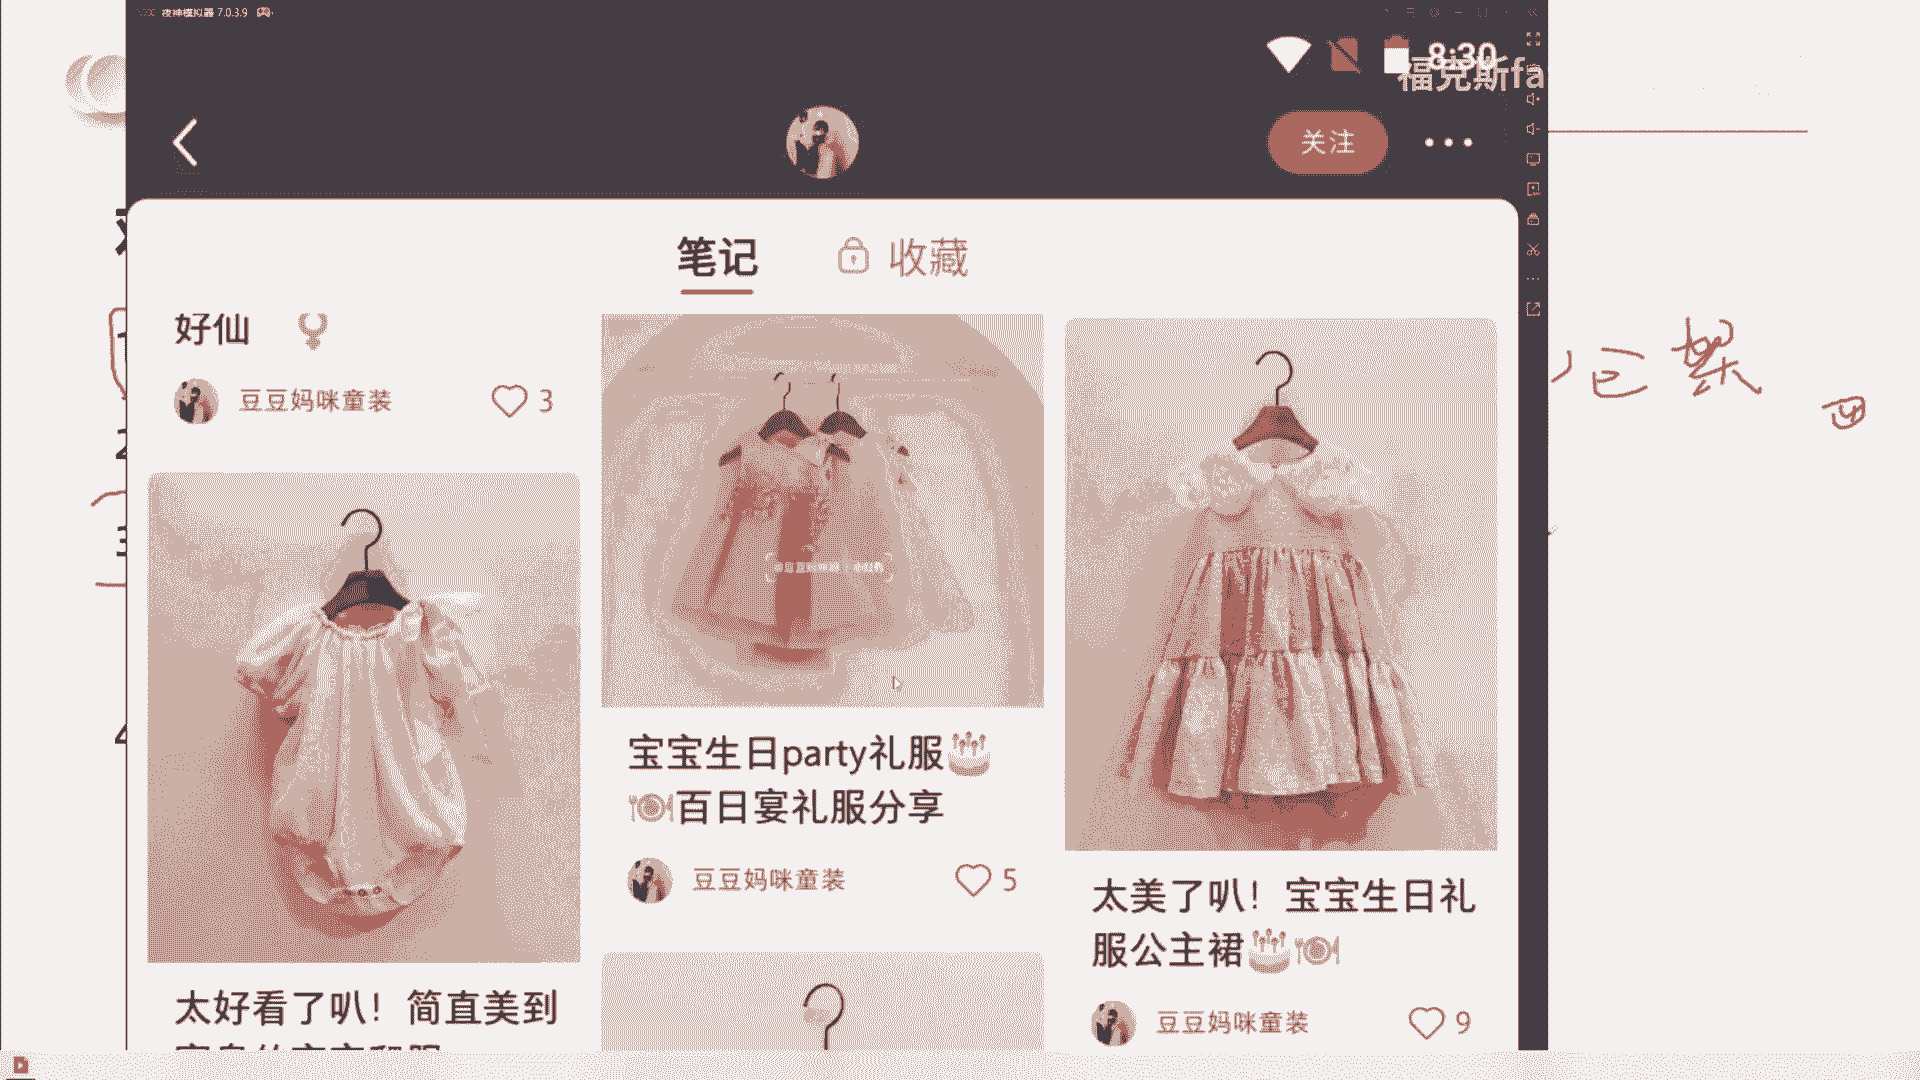 夜神模拟器 7.0.3.9
8:30
福克斯fa
关注
笔记
收藏
好仙
豆豆妈咪童装
3
太好看了叭！简直美到
宝宝生日party礼服
百日宴礼服分享
豆豆妈咪童装
5
太美了叭！宝宝生日礼
服公主裙
豆豆妈咪童装
9
2
3
4